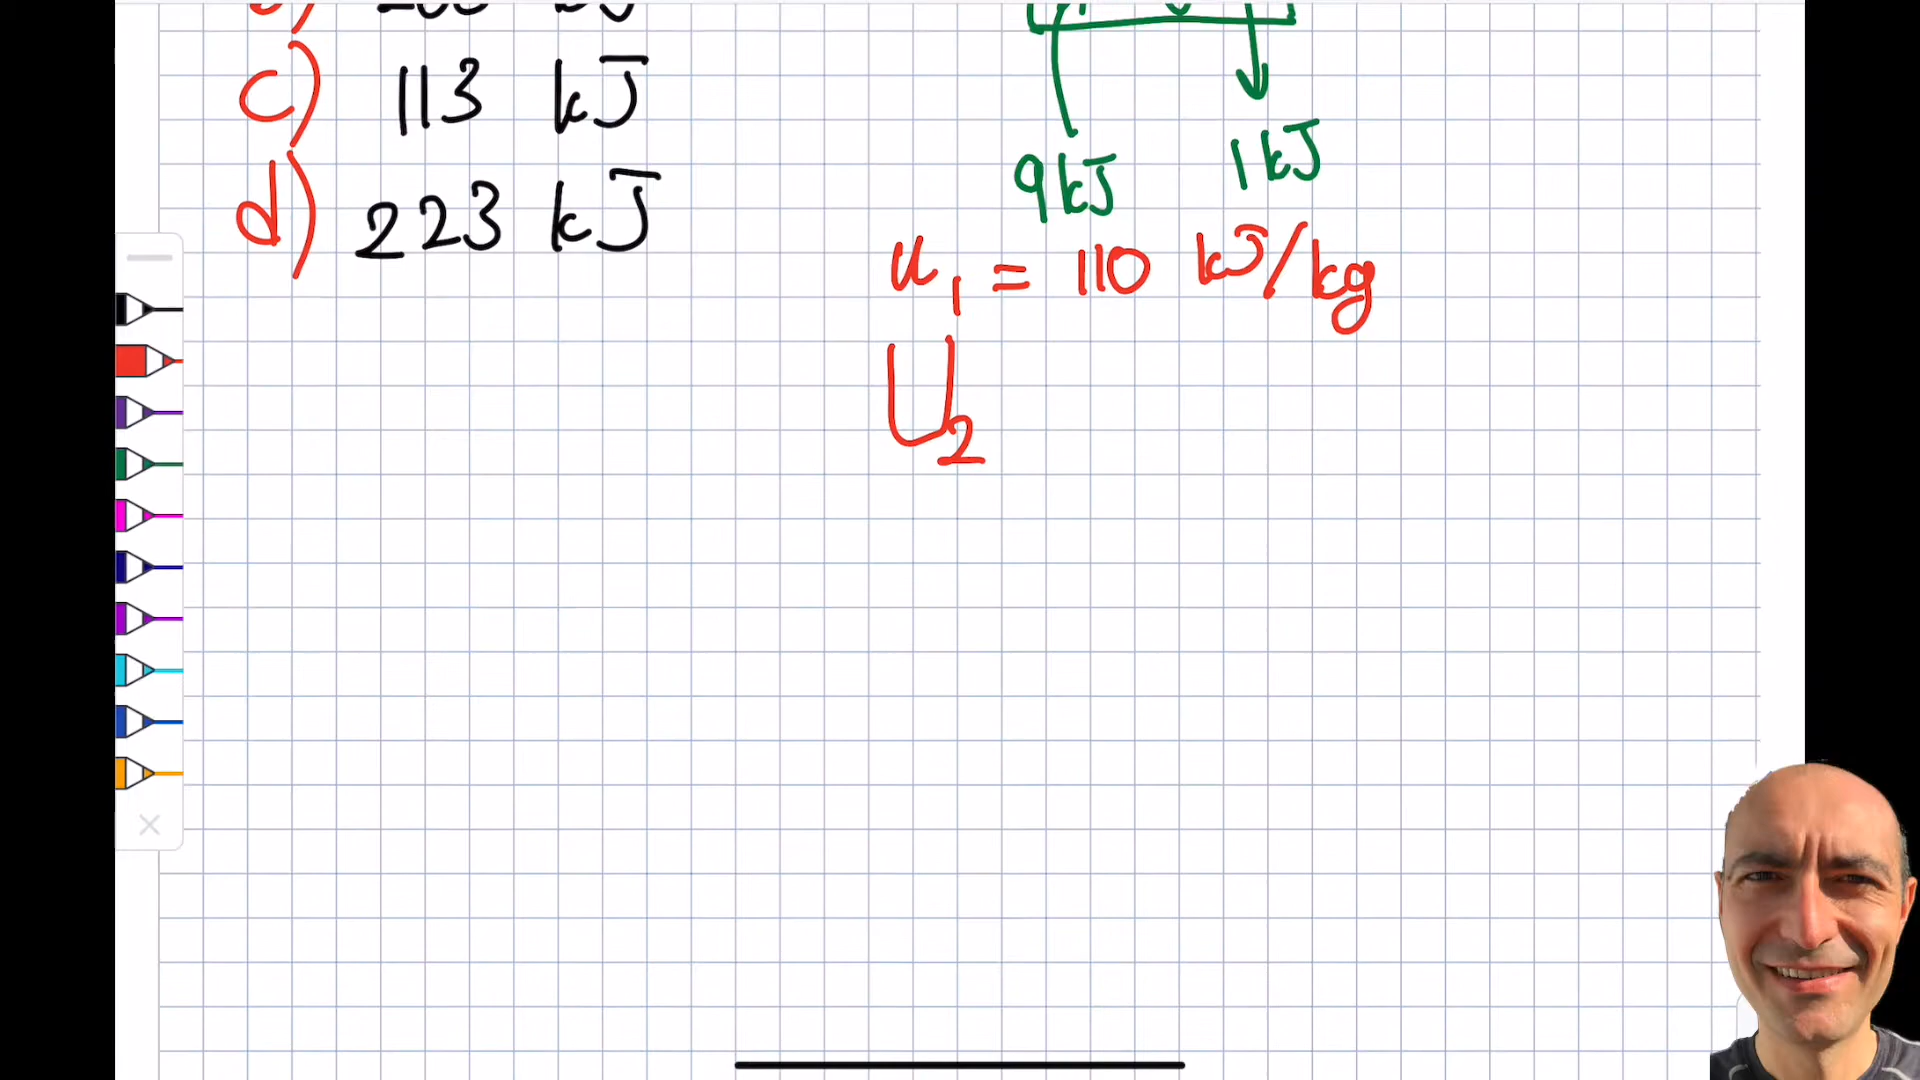 c) 113 kJ
d) 223 kJ
9kJ
1kJ
u₁ = 110 kJ/kg
U₂